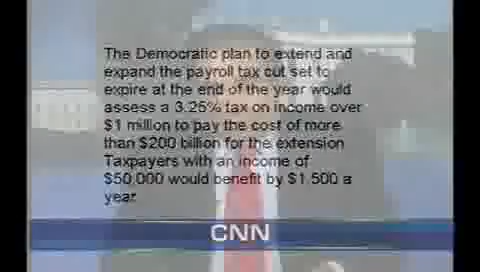 The Democratic plan to extend and
expand the payroll tax cut set to
expire at the end of the year would
assess a 3.25% tax on income over
$1 million to pay the cost of more
than $200 billion for the extension
Taxpayers with an income of
$50,000 would benefit by $1,500 a
year.
CNN